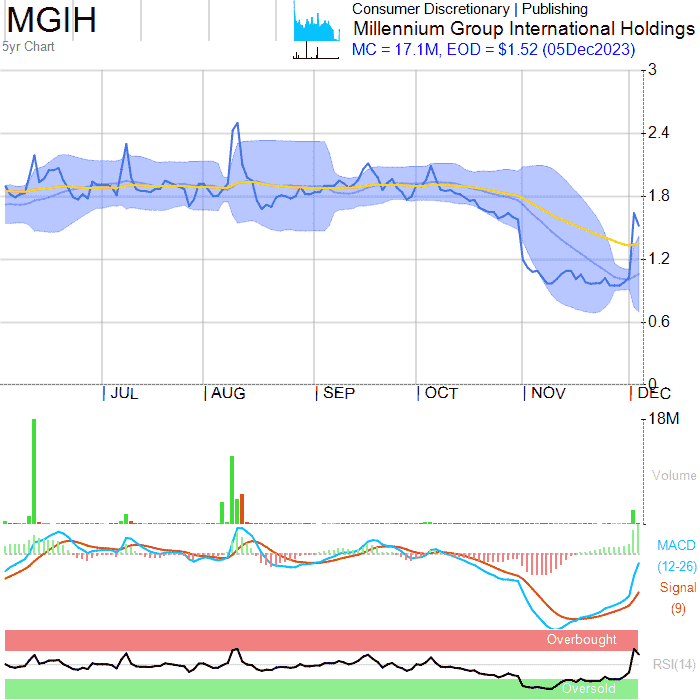 MGIH
5yr Chart
Consumer Discretionary | Publishing
Millennium Group International Holdings
MC = 17.1M, EOD = $1.52 (05Dec2023)
3
2.4
1.8
1.2
0.6
0
JUL AUG SEP OCT NOV DEC
18M
Volume
MACD
(12-26)
Signal
(9)
Overbought
RSI(14)
Oversold